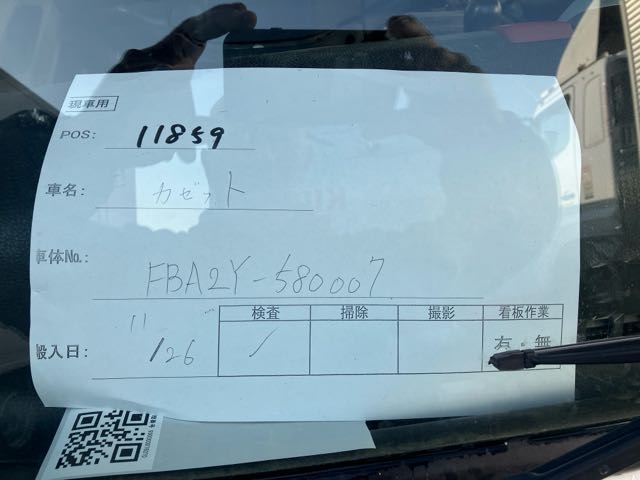 現車用
POS: 11859
車名: カゼット
車体No.: FBA2Y-580007
搬入日: 11/26
検査 掃除 撮影 看板作業
✓ 有・無